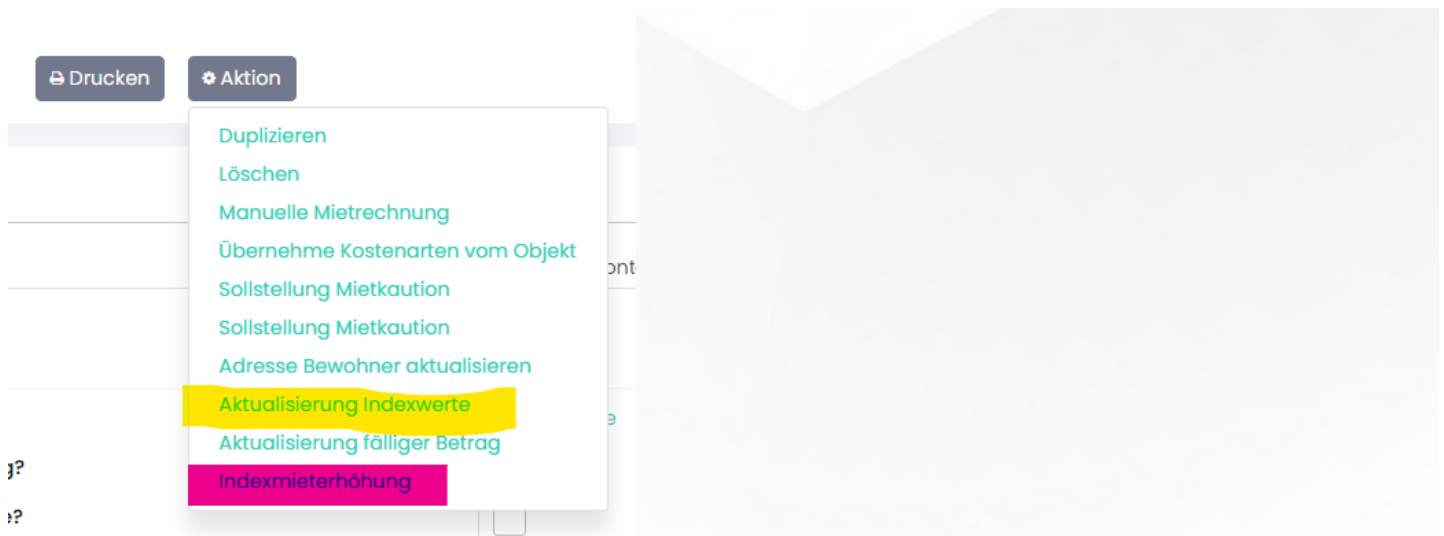 Drucken Aktion
Duplizieren
Löschen
Manuelle Mietrechnung
Übernehme Kostenarten vom Objekt
Sollstellung Mietkaution
Sollstellung Mietkaution
Adresse Bewohner aktualisieren
Aktualisierung Indexwerte
Aktualisierung fälliger Betrag
Indexmieterhöhung